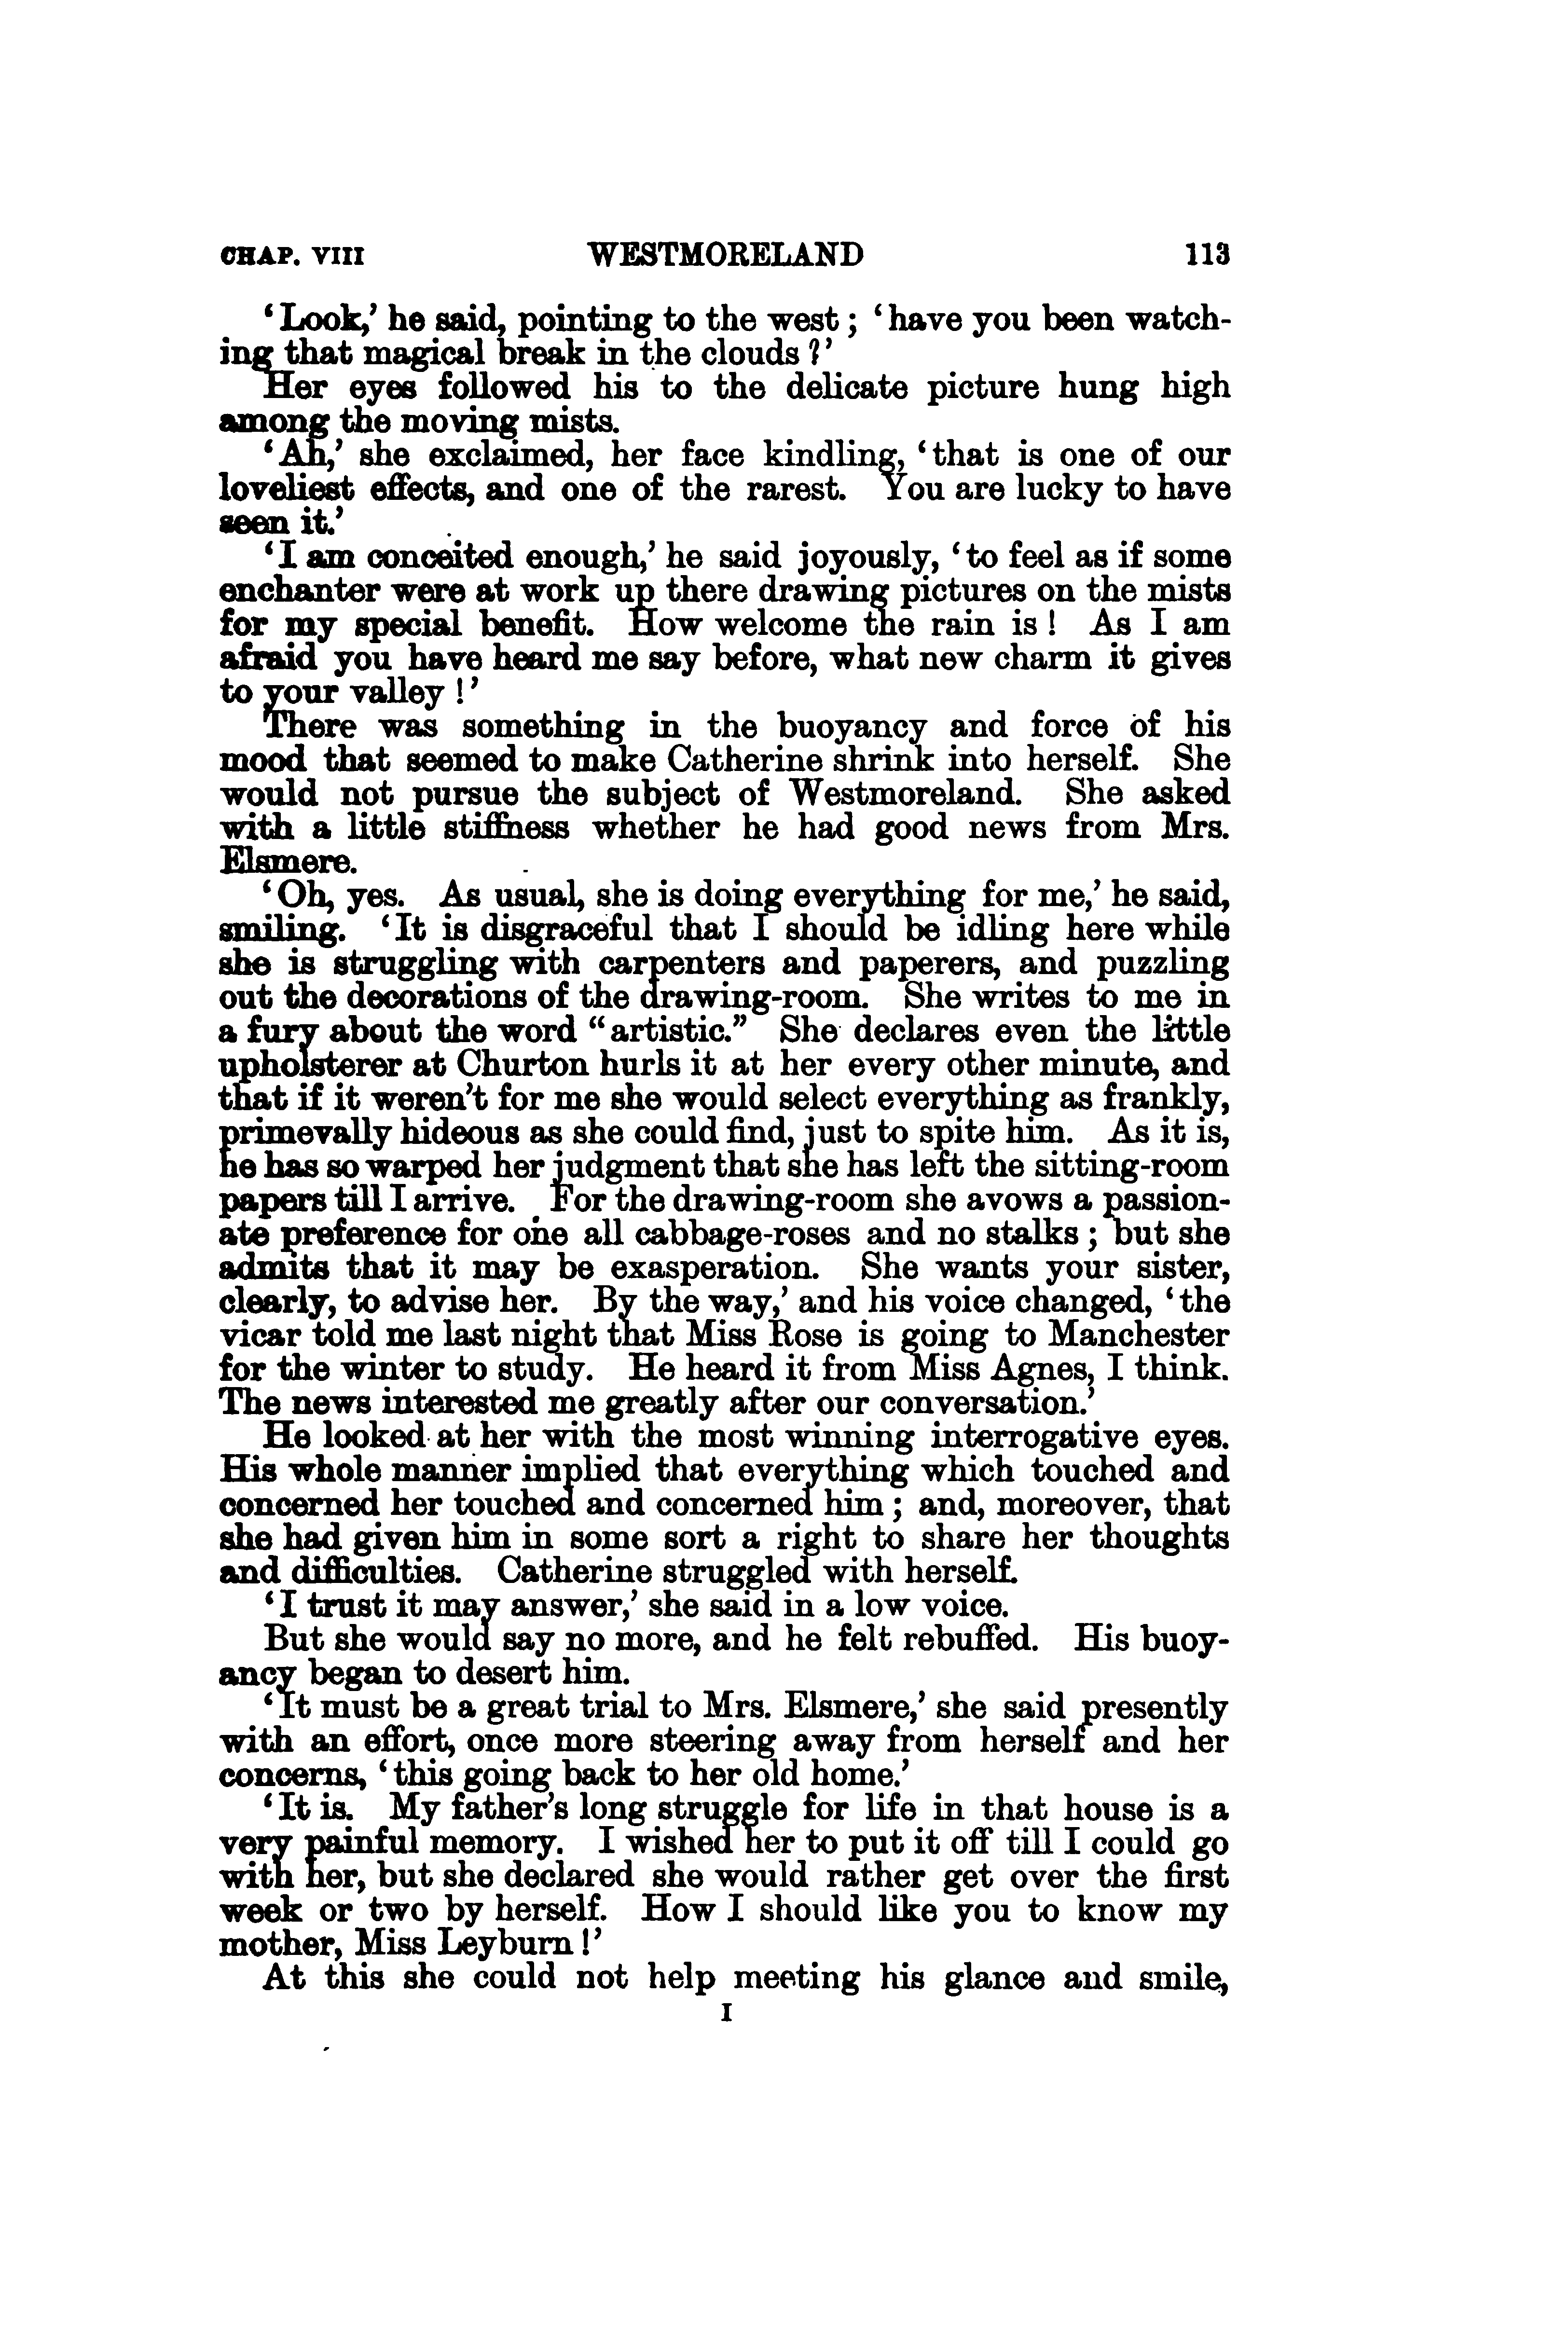 CHAP. VIII WESTMORELAND 113
‘Look,’ he said, pointing to the west; ‘have you been watch-
ing that magical break in the clouds?’
Her eyes followed his to the delicate picture hung high
among the moving mists.
‘Ah,’ she exclaimed, her face kindling, ‘that is one of our
loveliest effects, and one of the rarest. You are lucky to have
seen it.’
‘I am conceited enough,’ he said joyously, ‘to feel as if some
enchanter were at work up there drawing pictures on the mists
for my special benefit. How welcome the rain is! As I am
afraid you have heard me say before, what new charm it gives
to your valley!’
There was something in the buoyancy and force of his
mood that seemed to make Catherine shrink into herself. She
would not pursue the subject of Westmoreland. She asked
with a little stiffness whether he had good news from Mrs.
Elsmere.
‘Oh, yes. As usual, she is doing everything for me,’ he said,
smiling. ‘It is disgraceful that I should be idling here while
she is struggling with carpenters and paperers, and puzzling
out the decorations of the drawing-room. She writes to me in
a fury about the word “artistic.” She declares even the little
upholsterer at Churton hurls it at her every other minute, and
that if it weren’t for me she would select everything as frankly,
primevally hideous as she could find, just to spite him. As it is,
he has so warped her judgment that she has left the sitting-room
papers till I arrive. For the drawing-room she avows a passion-
ate preference for one all cabbage-roses and no stalks; but she
admits that it may be exasperation. She wants your sister,
clearly, to advise her. By the way,’ and his voice changed, ‘the
vicar told me last night that Miss Rose is going to Manchester
for the winter to study. He heard it from Miss Agnes, I think.
The news interested me greatly after our conversation.’
He looked at her with the most winning interrogative eyes.
His whole manner implied that everything which touched and
concerned her touched and concerned him; and, moreover, that
she had given him in some sort a right to share her thoughts
and difficulties. Catherine struggled with herself.
‘I trust it may answer,’ she said in a low voice.
But she would say no more, and he felt rebuffed. His buoy-
ancy began to desert him.
‘It must be a great trial to Mrs. Elsmere,’ she said presently
with an effort, once more steering away from herself and her
concerns, ‘this going back to her old home.’
‘It is. My father’s long struggle for life in that house is a
very painful memory. I wished her to put it off till I could go
with her, but she declared she would rather get over the first
week or two by herself. How I should like you to know my
mother, Miss Leyburn!’
At this she could not help meeting his glance and smile,
I